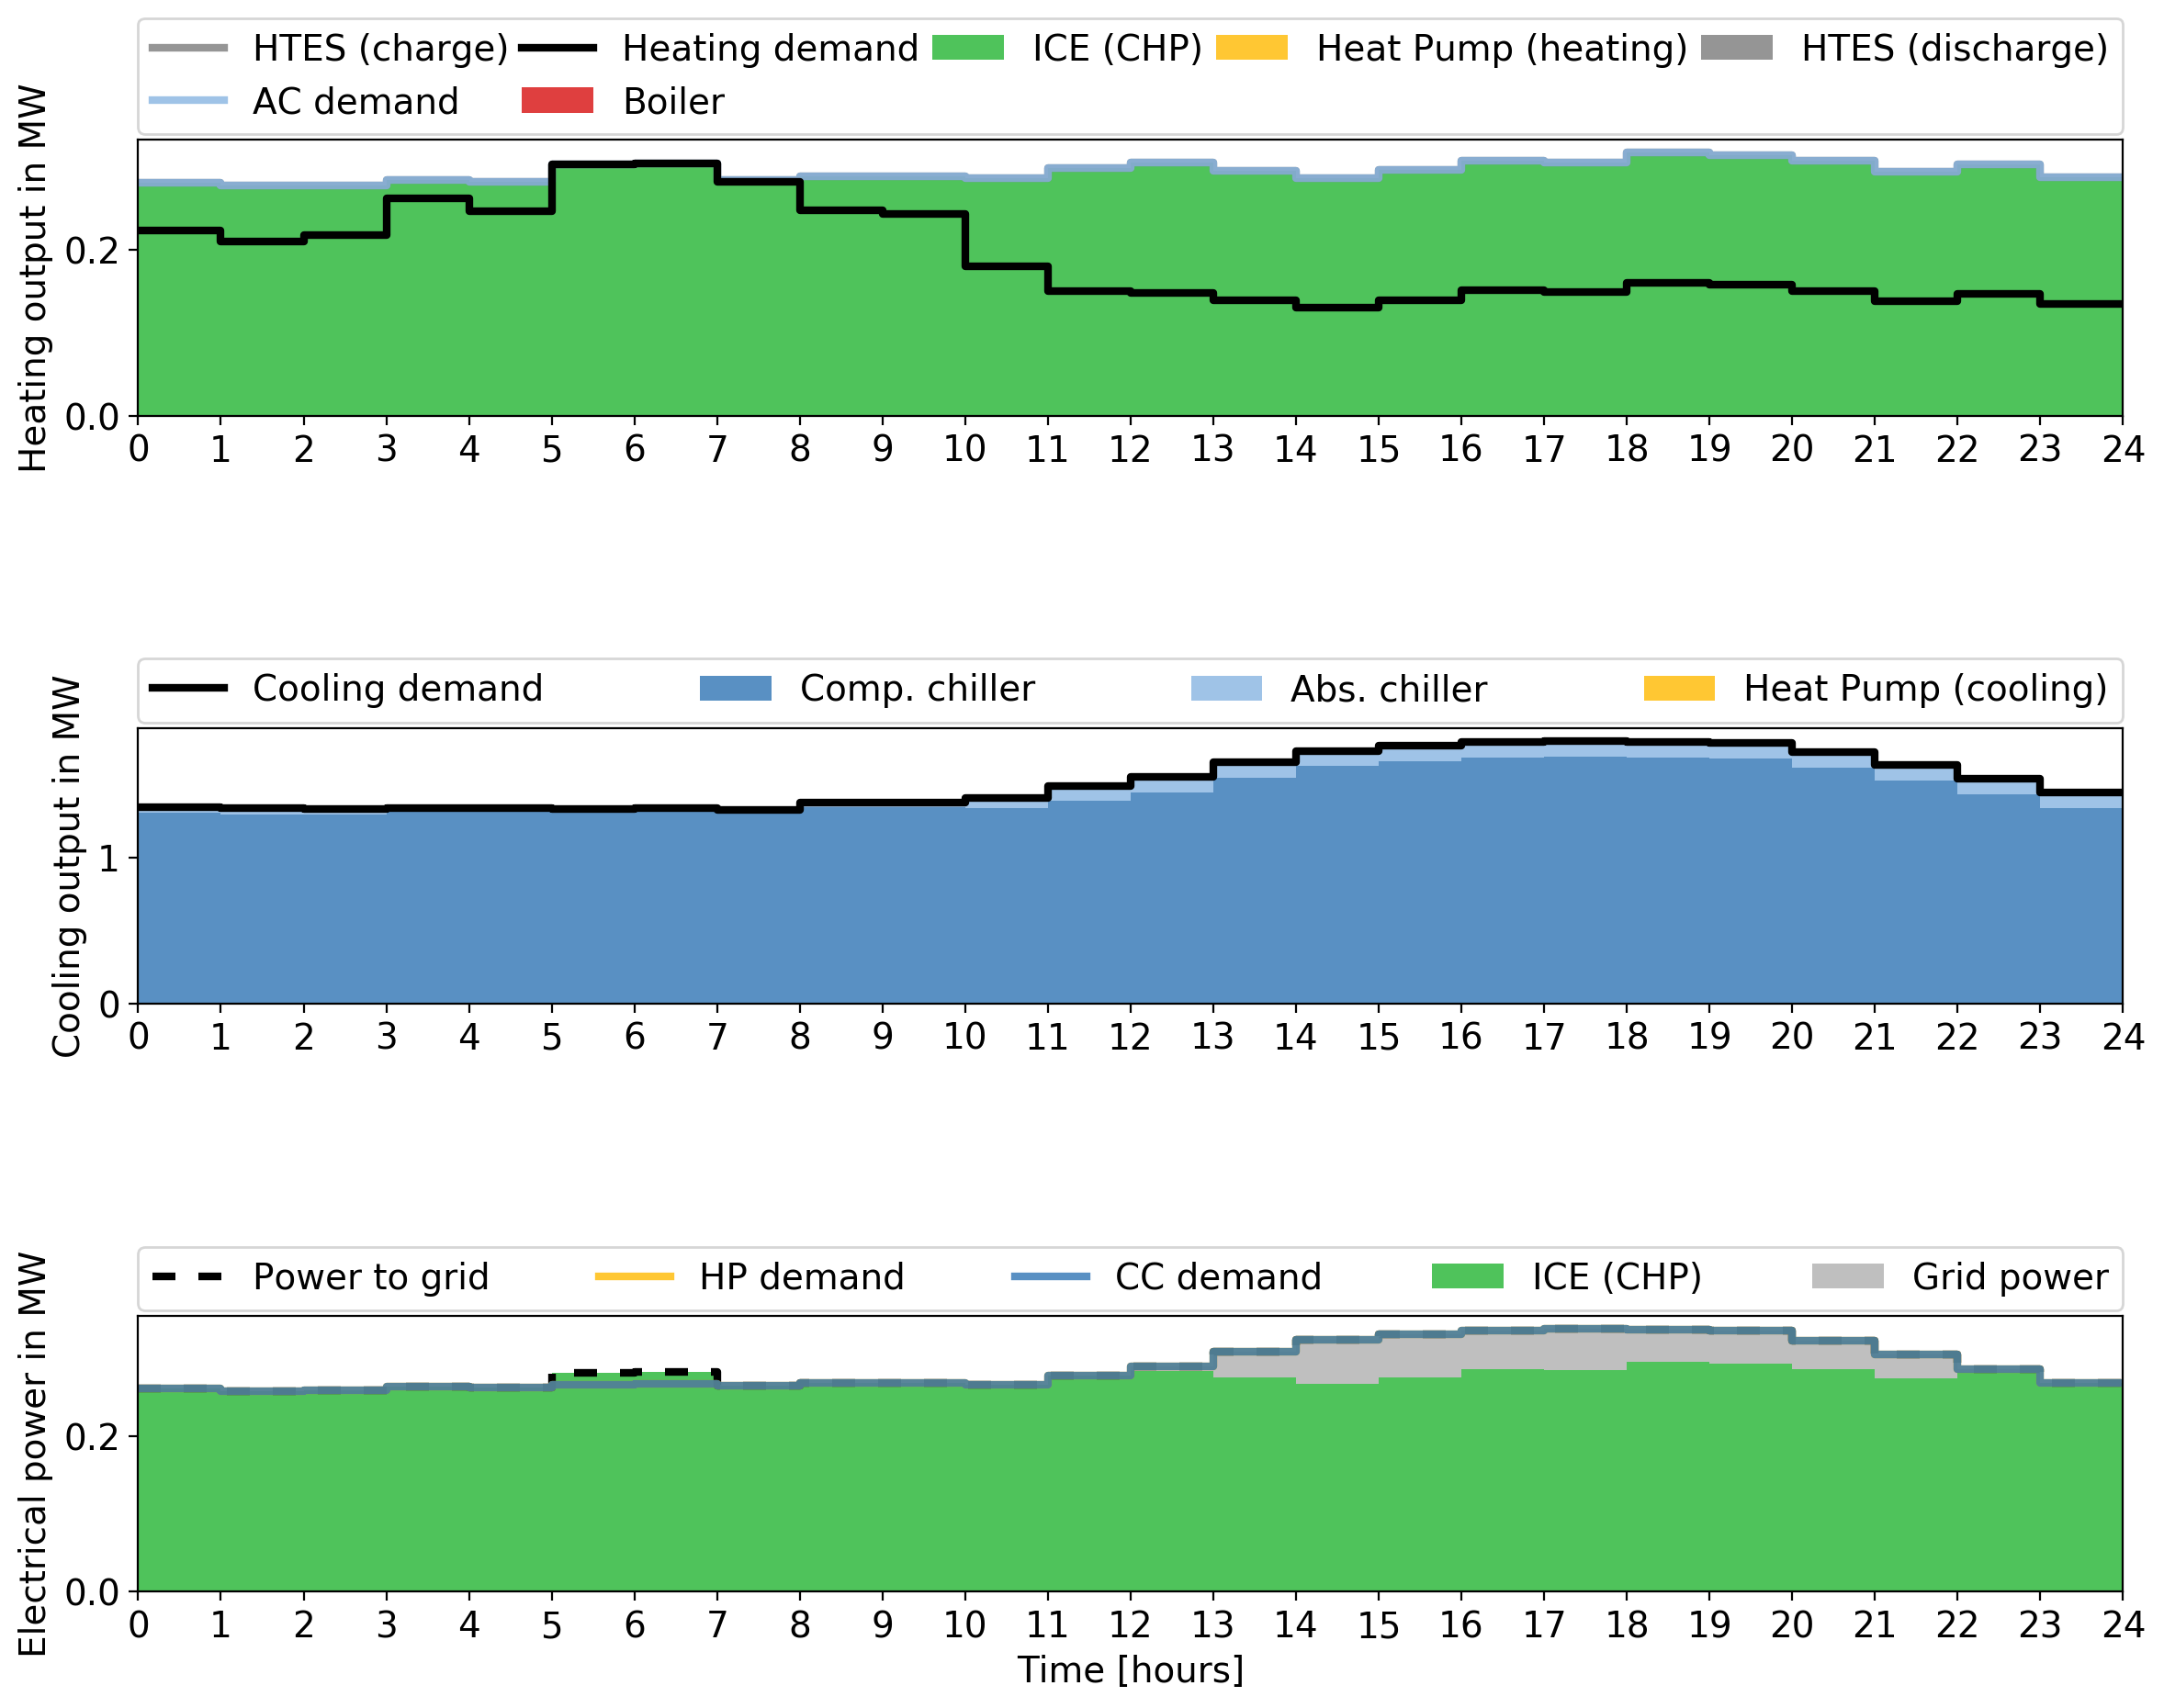 HTES (charge) Heating demand ICE (CHP) Heat Pump (heating) HTES (discharge)
AC demand Boiler
Heating output in MW
0.2
0.0
0 1 2 3 4 5 6 7 8 9 10 11 12 13 14 15 16 17 18 19 20 21 22 23 24
Cooling demand Comp. chiller Abs. chiller Heat Pump (cooling)
Cooling output in MW
1
0
0 1 2 3 4 5 6 7 8 9 10 11 12 13 14 15 16 17 18 19 20 21 22 23 24
Power to grid HP demand CC demand ICE (CHP) Grid power
Electrical power in MW
0.2
0.0
0 1 2 3 4 5 6 7 8 9 10 11 12 13 14 15 16 17 18 19 20 21 22 23 24
Time [hours]